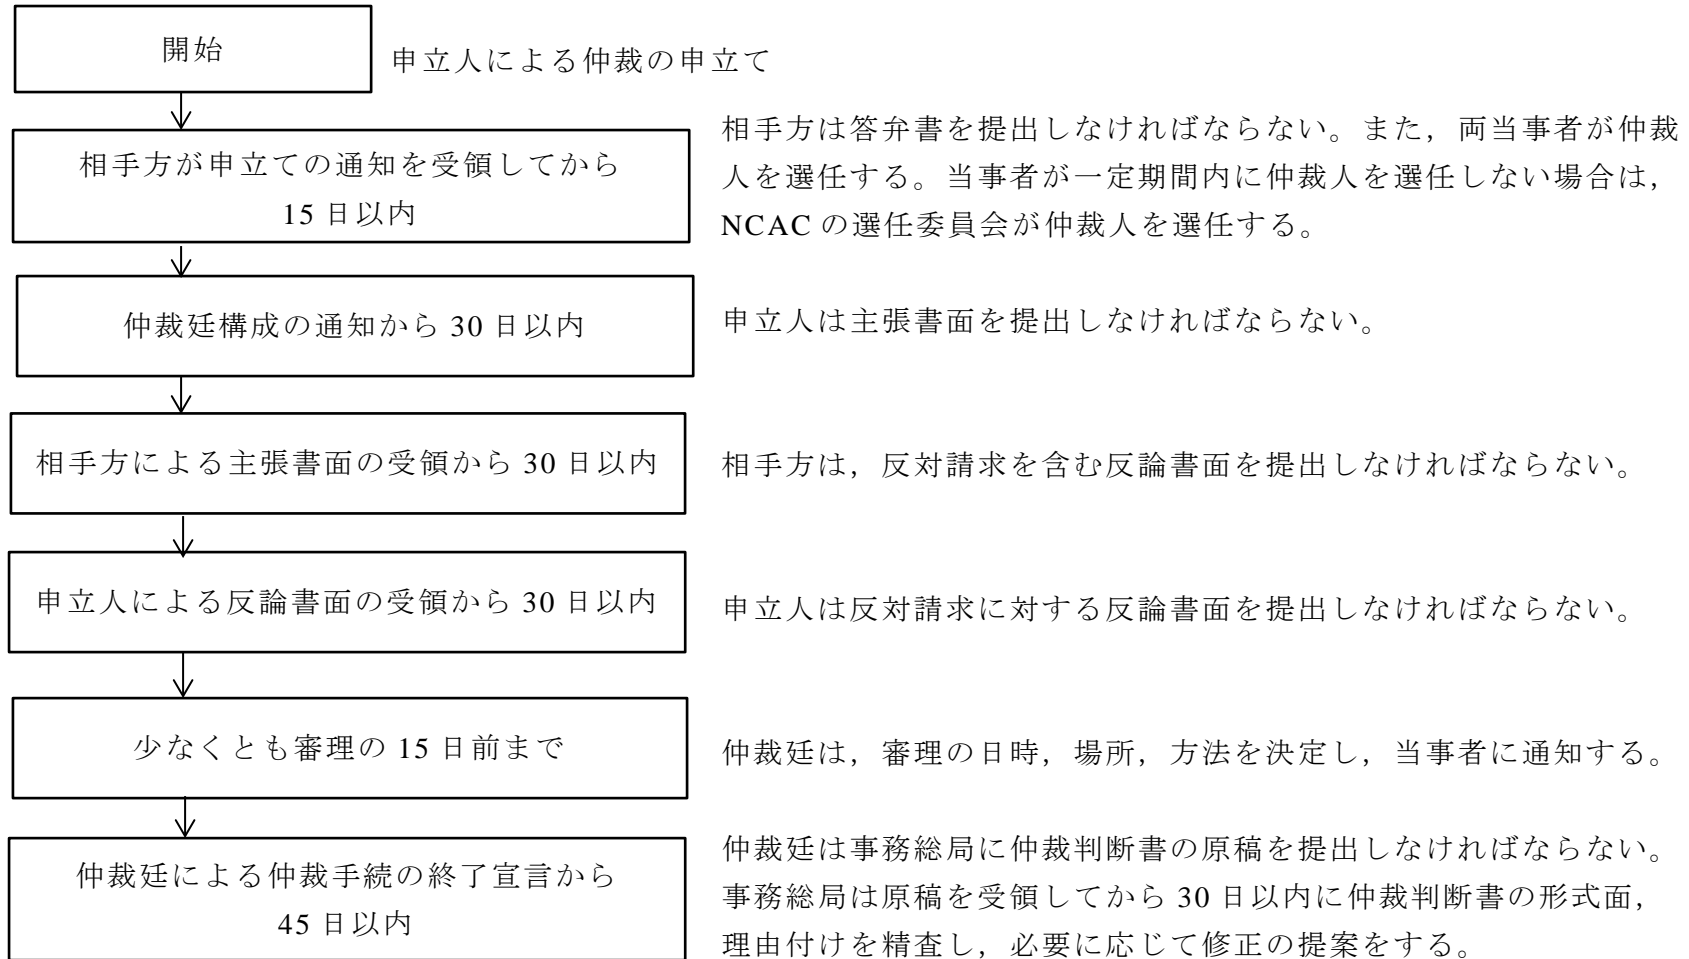 開始
申立人による仲裁の申立て
相手方が申立ての通知を受領してから
15日以内
相手方は答弁書を提出しなければならない。また，両当事者が仲裁
人を選任する。当事者が一定期間内に仲裁人を選任しない場合は，
NCACの選任委員会が仲裁人を選任する。
仲裁廷構成の通知から30日以内
申立人は主張書面を提出しなければならない。
相手方による主張書面の受領から30日以内
相手方は，反対請求を含む反論書面を提出しなければならない。
申立人による反論書面の受領から30日以内
申立人は反対請求に対する反論書面を提出しなければならない。
少なくとも審理の15日前まで
仲裁廷は，審理の日時，場所，方法を決定し，当事者に通知する。
仲裁廷による仲裁手続の終了宣言から
45日以内
仲裁廷は事務総局に仲裁判断書の原稿を提出しなければならない。
事務総局は原稿を受領してから30日以内に仲裁判断書の形式面，
理由付けを精査し，必要に応じて修正の提案をする。